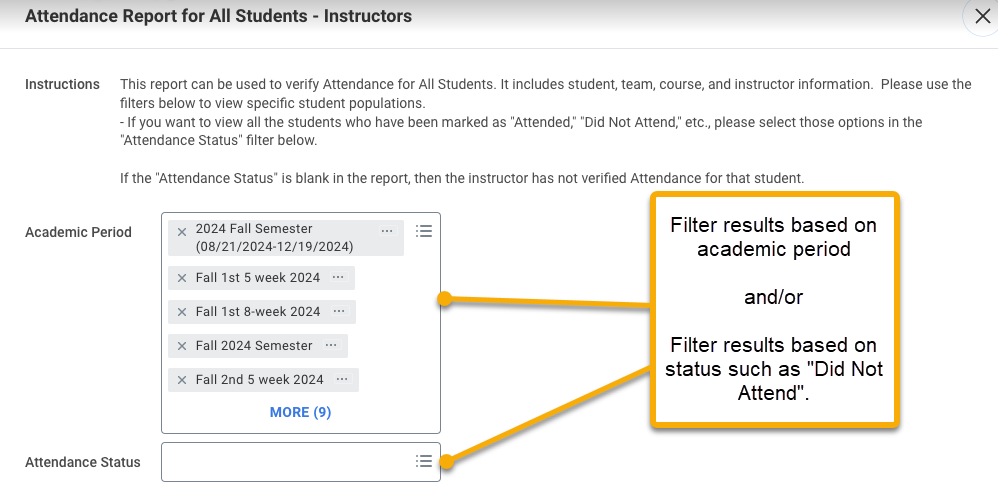 Attendance Report for All Students - Instructors
Instructions
This report can be used to verify Attendance for All Students. It includes student, team, course, and instructor information.  Please use the
filters below to view specific student populations.
- If you want to view all the students who have been marked as "Attended," "Did Not Attend," etc., please select those options in the
"Attendance Status" filter below.
If the "Attendance Status" is blank in the report, then the instructor has not verified Attendance for that student.
Academic Period
2024 Fall Semester
(08/21/2024-12/19/2024)
Fall 1st 5 week 2024
Fall 1st 8-week 2024
Fall 2024 Semester
Fall 2nd 5 week 2024
MORE (9)
Attendance Status
Filter results based on
academic period
and/or
Filter results based on
status such as "Did Not
Attend".